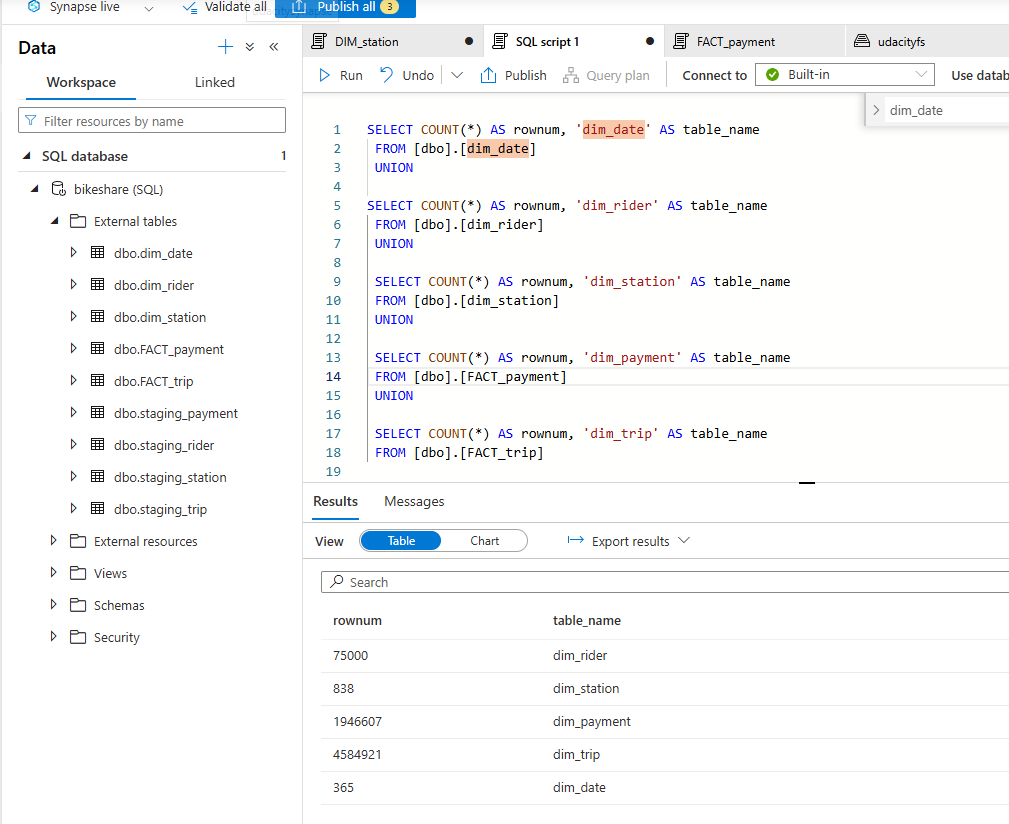 Synapse live
Validate all
Publish all 3
Data
Workspace
Linked
Filter resources by name
SQL database 1
bikeshare (SQL)
External tables
dbo.dim_date
dbo.dim_rider
dbo.dim_station
dbo.FACT_payment
dbo.FACT_trip
dbo.staging_payment
dbo.staging_rider
dbo.staging_station
dbo.staging_trip
External resources
Views
Schemas
Security
DIM_station
SQL script 1
FACT_payment
udacityfs
Run
Undo
Publish
Query plan
Connect to
Built-in
Use datab
dim_date
1 SELECT COUNT(*) AS rownum, 'dim_date' AS table_name
2 FROM [dbo].[dim_date]
3 UNION
4
5 SELECT COUNT(*) AS rownum, 'dim_rider' AS table_name
6 FROM [dbo].[dim_rider]
7 UNION
8
9 SELECT COUNT(*) AS rownum, 'dim_station' AS table_name
10 FROM [dbo].[dim_station]
11 UNION
12
13 SELECT COUNT(*) AS rownum, 'dim_payment' AS table_name
14 FROM [dbo].[FACT_payment]
15 UNION
16
17 SELECT COUNT(*) AS rownum, 'dim_trip' AS table_name
18 FROM [dbo].[FACT_trip]
19
Results
Messages
View
Table
Chart
Export results
Search
rownum table_name
75000 dim_rider
838 dim_station
1946607 dim_payment
4584921 dim_trip
365 dim_date